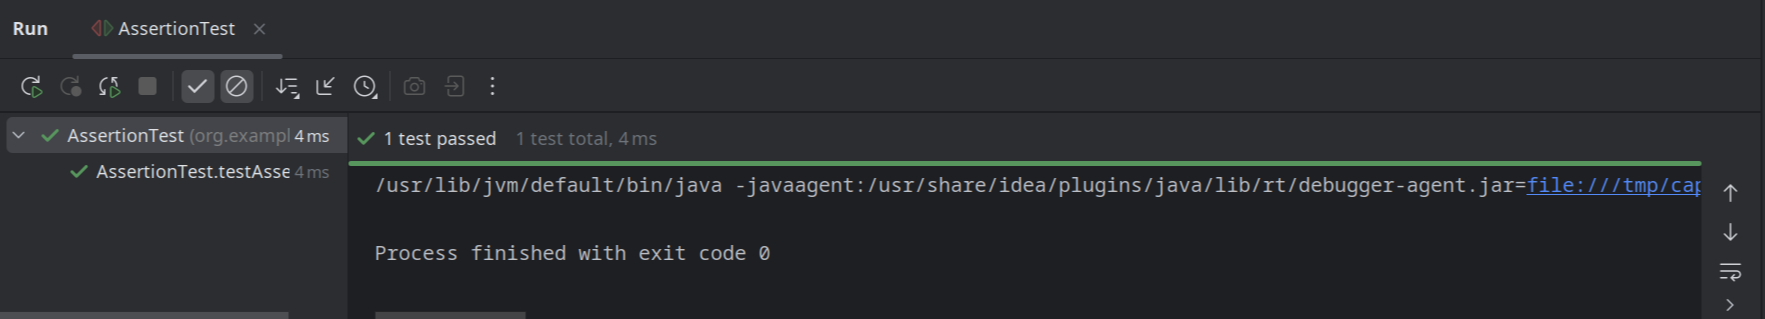 Run AssertionTest
AssertionTest (org.exampl 4 ms
AssertionTest.testAsse 4 ms
1 test passed 1 test total, 4 ms
/usr/lib/jvm/default/bin/java -javaagent:/usr/share/idea/plugins/java/lib/rt/debugger-agent.jar=file:///tmp/cap
Process finished with exit code 0